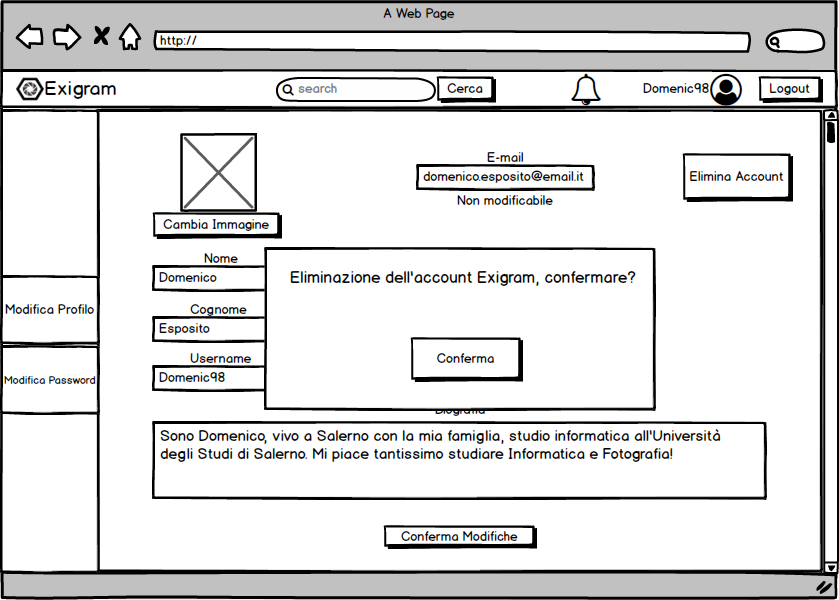 A Web Page
http://
Exigram
search
Cerca
Domenic98
Logout
E-mail
domenico.esposito@email.it
Non modificabile
Elimina Account
Cambia Immagine
Nome
Domenico
Cognome
Esposito
Username
Domenic98
Modifica Profilo
Modifica Password
Eliminazione dell'account Exigram, confermare?
Conferma
Biografia
Sono Domenico, vivo a Salerno con la mia famiglia, studio informatica all'Università
degli Studi di Salerno. Mi piace tantissimo studiare Informatica e Fotografia!
Conferma Modifiche